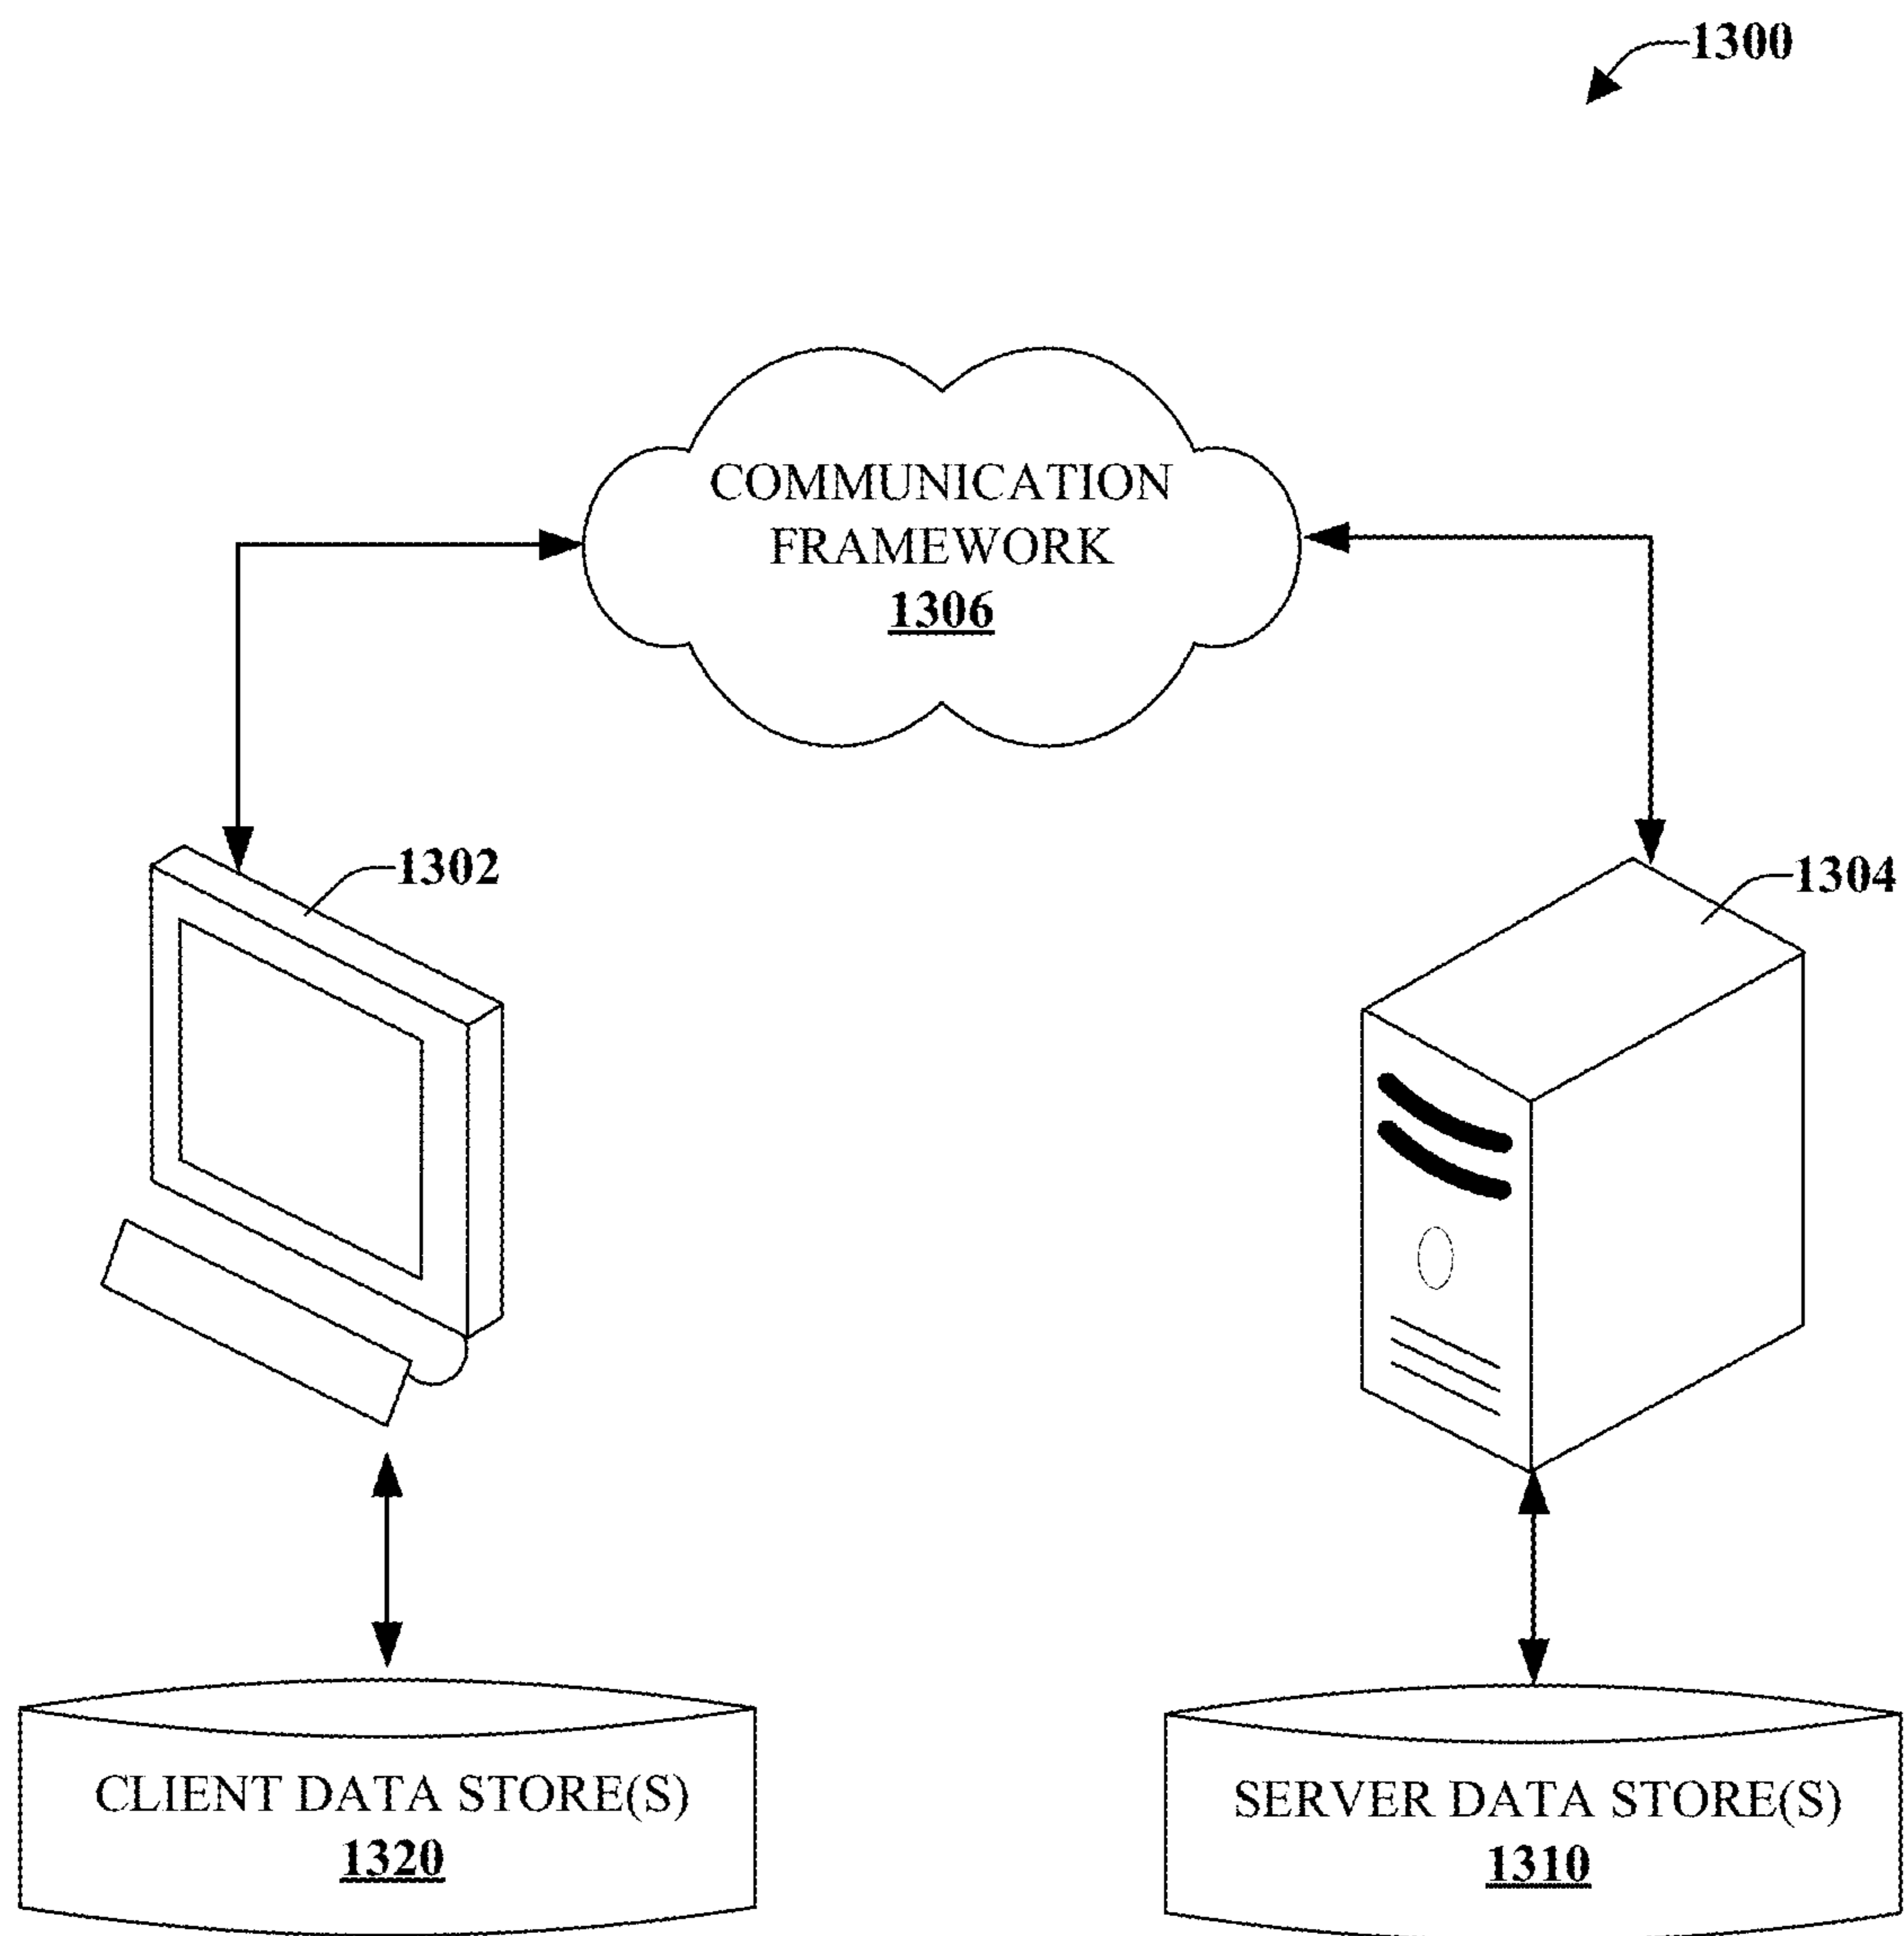 1300
COMMUNICATION
FRAMEWORK
1306
1302
1304
CLIENT DATA STORE(S)
1320
SERVER DATA STORE(S)
1310